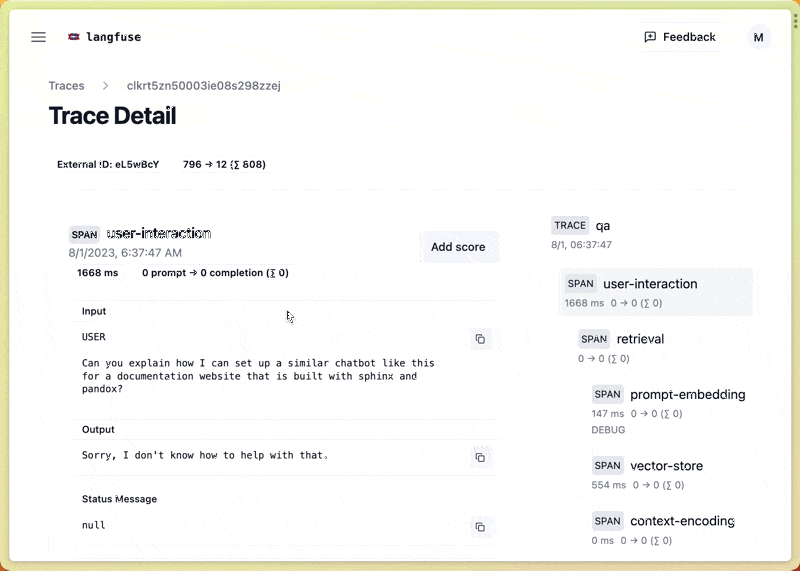 langfuse
Feedback
M
Traces > clkrt5zn50003ie08s298zzej
Trace Detail
External ID: eL5wBcY 796 → 12 (∑ 808)
SPAN user-interaction
8/1/2023, 6:37:47 AM
1668 ms 0 prompt → 0 completion (∑ 0)
Add score
Input
USER
Can you explain how I can set up a similar chatbot like this
for a documentation website that is built with sphinx and
pandox?
Output
Sorry, I don't know how to help with that.
Status Message
null
TRACE qa
8/1, 06:37:47
SPAN user-interaction
1668 ms 0 → 0 (∑ 0)
SPAN retrieval
0 → 0 (∑ 0)
SPAN prompt-embedding
147 ms 0 → 0 (∑ 0)
DEBUG
SPAN vector-store
554 ms 0 → 0 (∑ 0)
SPAN context-encoding
0 ms 0 → 0 (∑ 0)